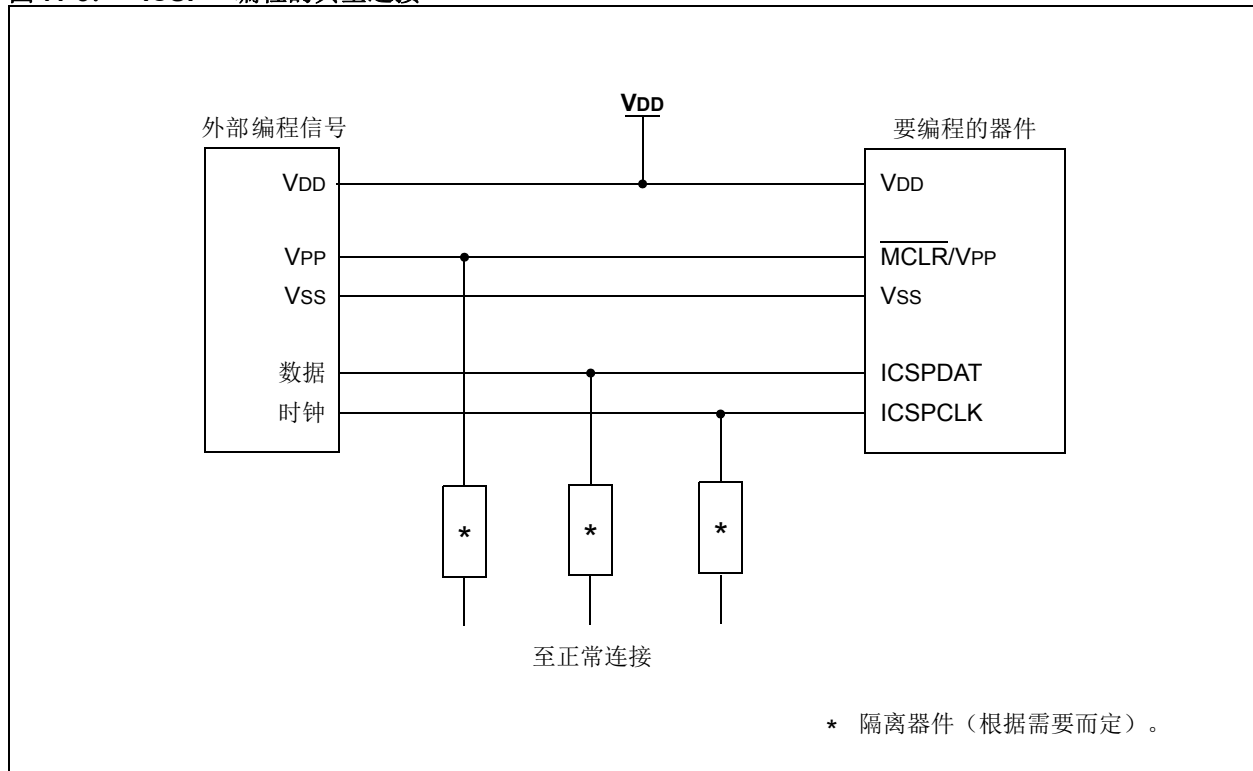 VDD
外部编程信号
要编程的器件
VDD
VDD
VPP
MCLR/VPP
VSS
VSS
数据
ICSPDAT
时钟
ICSPCLK
*
*
*
至正常连接
* 隔离器件（根据需要而定）。